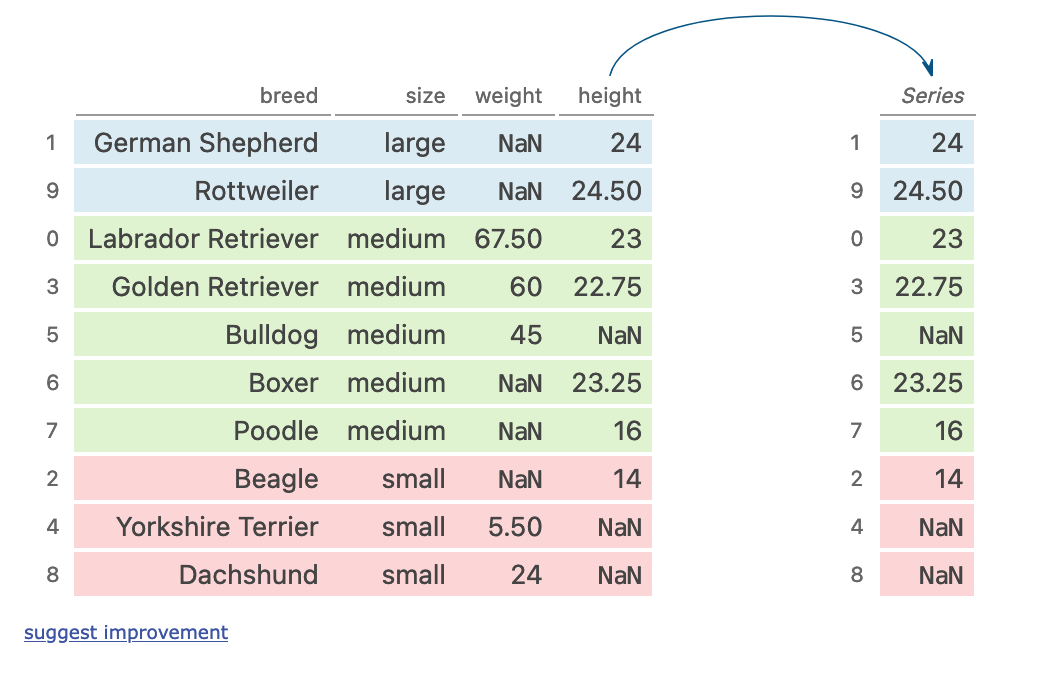 breed size weight height Series
1 German Shepherd large NaN 24 1 24
9 Rottweiler large NaN 24.50 9 24.50
0 Labrador Retriever medium 67.50 23 0 23
3 Golden Retriever medium 60 22.75 3 22.75
5 Bulldog medium 45 NaN 5 NaN
6 Boxer medium NaN 23.25 6 23.25
7 Poodle medium NaN 16 7 16
2 Beagle small NaN 14 2 14
4 Yorkshire Terrier small 5.50 NaN 4 NaN
8 Dachshund small 24 NaN 8 NaN
suggest improvement